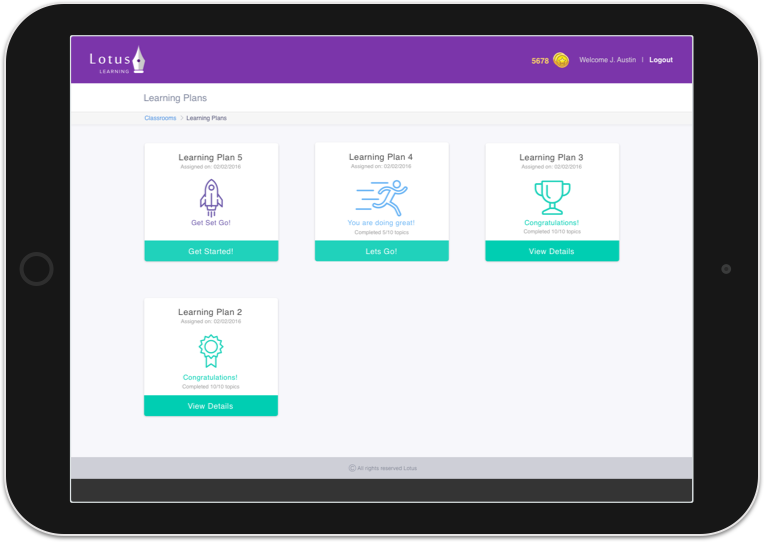 Lotus
LEARNING
5678
Welcome J. Austin | Logout
Learning Plans
Classrooms > Learning Plans
Learning Plan 5
Assigned on: 02/02/2016
Get Set Go!
Get Started!
Learning Plan 4
Assigned on: 02/02/2016
You are doing great!
Completed 5/10 topics
Lets Go!
Learning Plan 3
Assigned on: 02/02/2016
Congratulations!
Completed 10/10 topics
View Details
Learning Plan 2
Assigned on: 02/02/2016
Congratulations!
Completed 10/10 topics
View Details
© All rights reserved Lotus